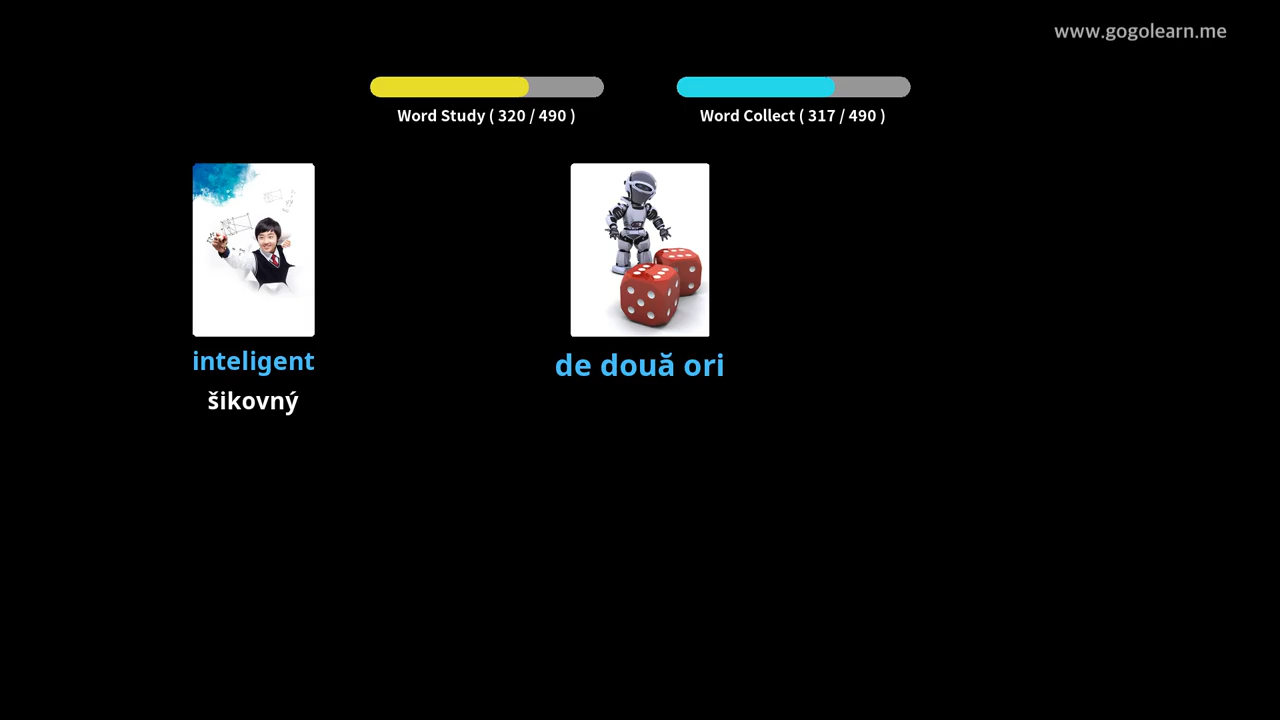 www.gogolearn.me
Word Study ( 320 / 490 )
Word Collect ( 317 / 490 )
inteligent
šikovný
de două ori